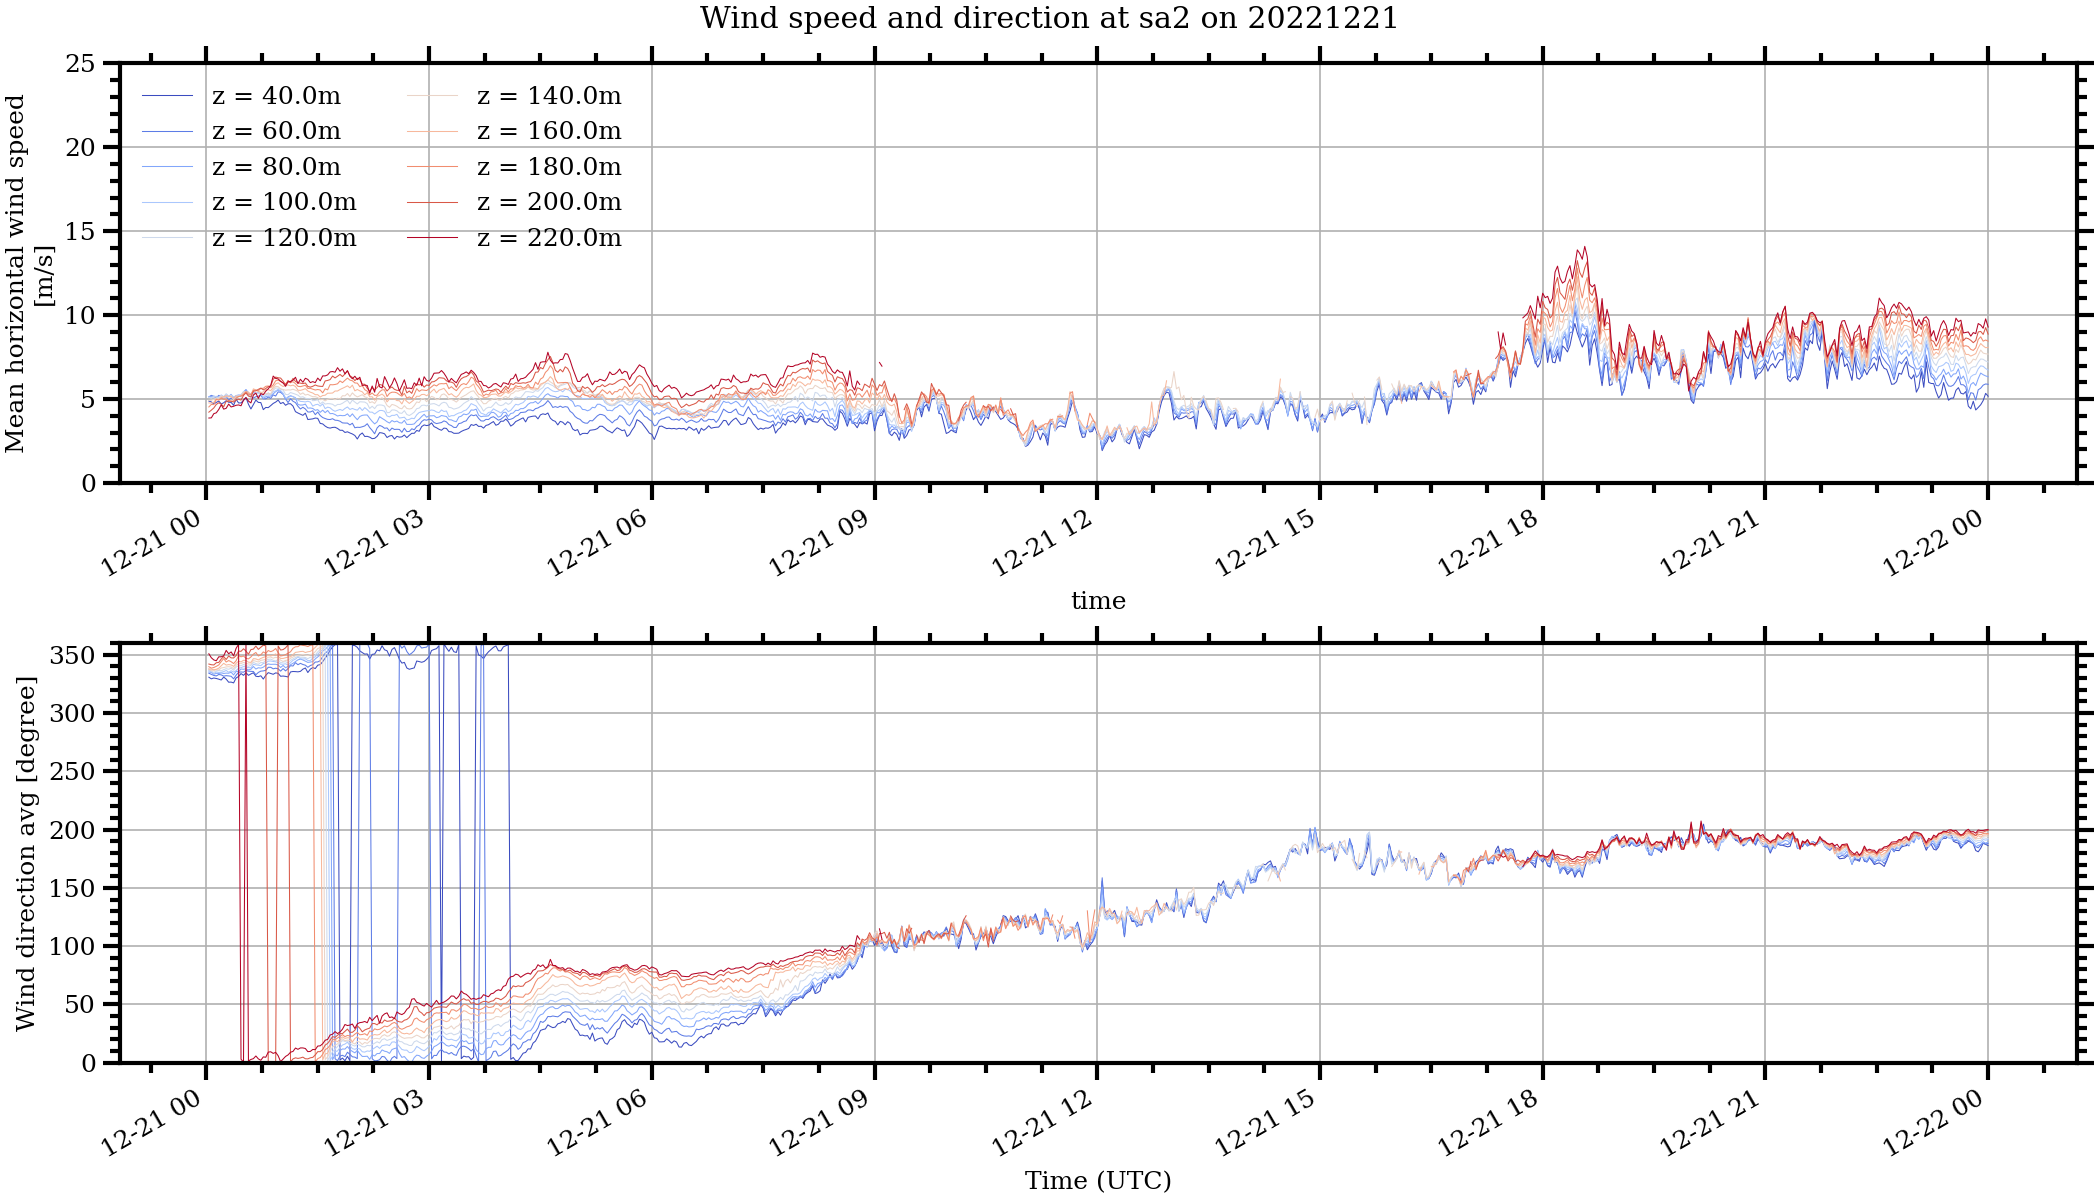 Wind speed and direction at sa2 on 20221221
Mean horizontal wind speed
[m/s]
25
20
15
10
5
0
z = 40.0m
z = 60.0m
z = 80.0m
z = 100.0m
z = 120.0m
z = 140.0m
z = 160.0m
z = 180.0m
z = 200.0m
z = 220.0m
12-21 00
12-21 03
12-21 06
12-21 09
12-21 12
12-21 15
12-21 18
12-21 21
12-22 00
time
Wind direction avg [degree]
350
300
250
200
150
100
50
0
12-21 00
12-21 03
12-21 06
12-21 09
12-21 12
12-21 15
12-21 18
12-21 21
12-22 00
Time (UTC)